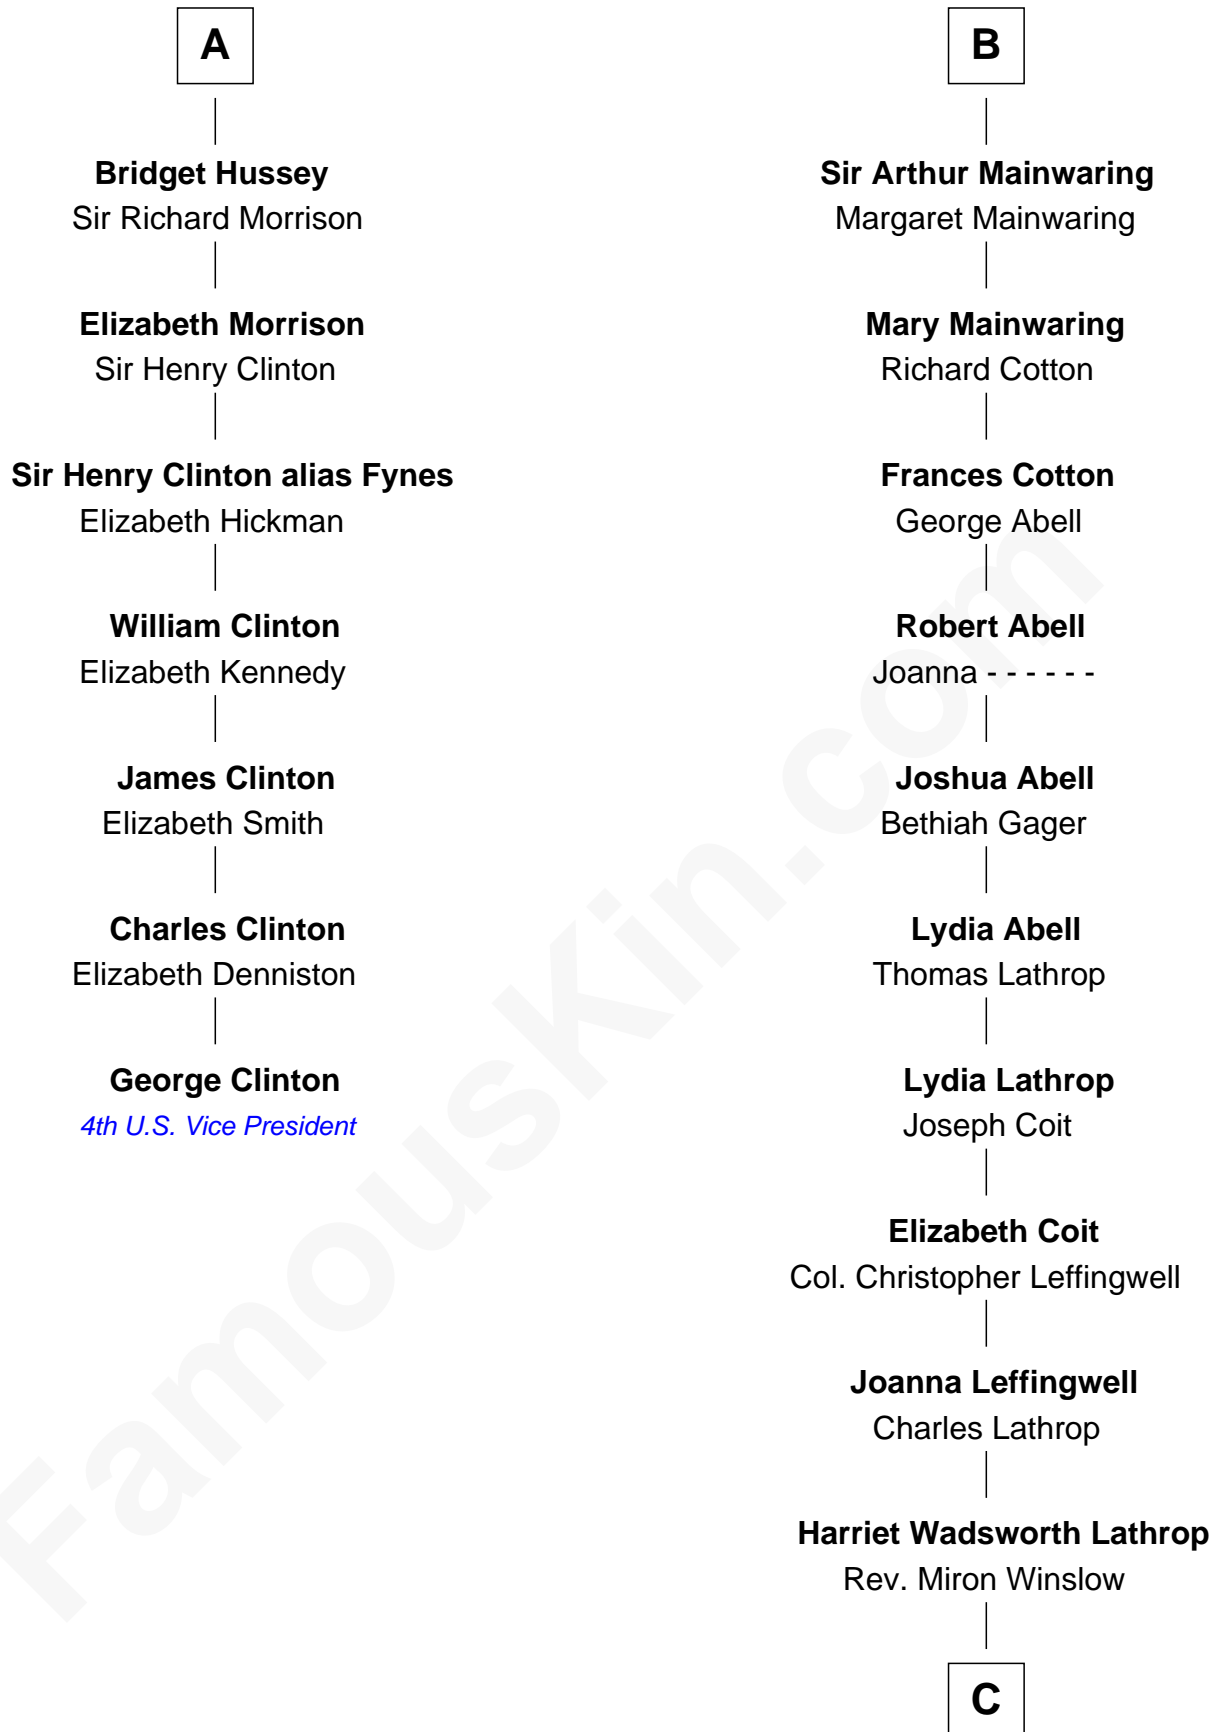 A
Bridget Hussey
Sir Richard Morrison
Elizabeth Morrison
Sir Henry Clinton
Sir Henry Clinton alias Fynes
Elizabeth Hickman
William Clinton
Elizabeth Kennedy
James Clinton
Elizabeth Smith
Charles Clinton
Elizabeth Denniston
George Clinton
4th U.S. Vice President
B
Sir Arthur Mainwaring
Margaret Mainwaring
Mary Mainwaring
Richard Cotton
Frances Cotton
George Abell
Robert Abell
Joanna - - - - - -
Joshua Abell
Bethiah Gager
Lydia Abell
Thomas Lathrop
Lydia Lathrop
Joseph Coit
Elizabeth Coit
Col. Christopher Leffingwell
Joanna Leffingwell
Charles Lathrop
Harriet Wadsworth Lathrop
Rev. Miron Winslow
C
FamousKin.com